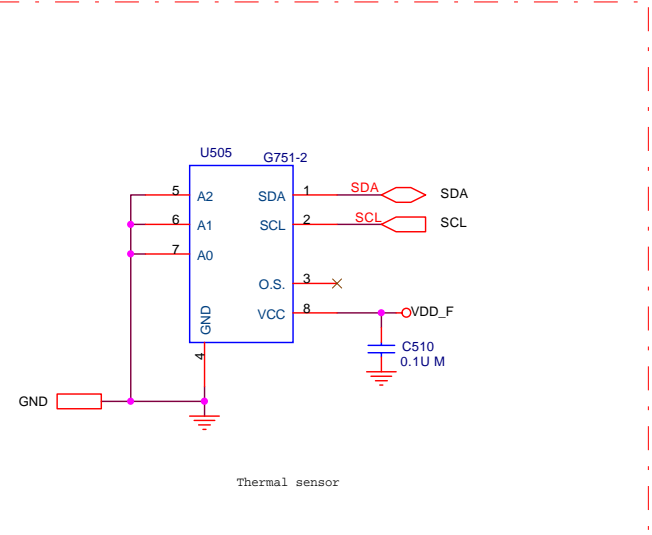 U505
G751-2
5 A2 SDA 1 SDA SDA
6 A1 SCL 2 SCL SCL
7 A0
O.S. 3
GND VCC 8 VDD_F
4
C510
0.1U M
GND
Thermal sensor